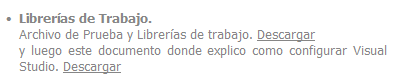 • Librerías de Trabajo.
Archivo de Prueba y Librerías de trabajo. Descargar
y luego este documento donde explico como configurar Visual
Studio. Descargar